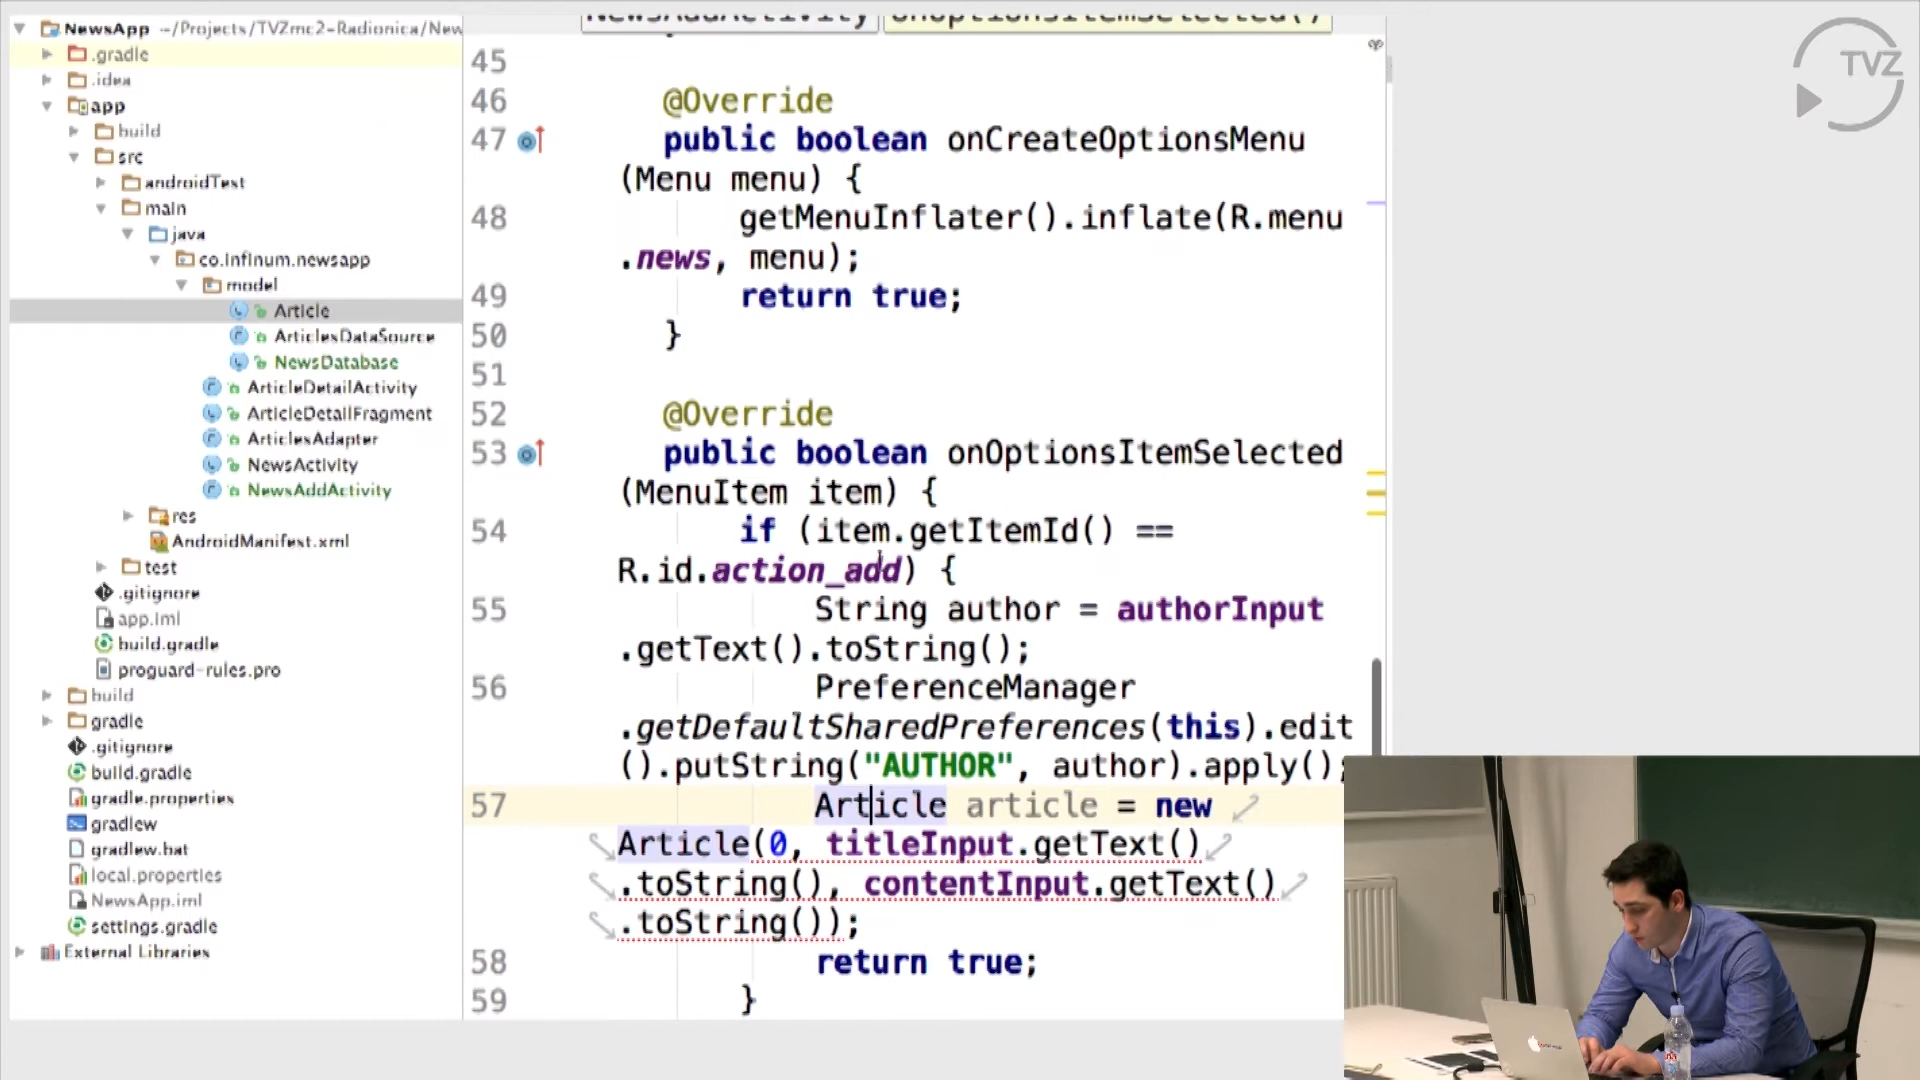 NewsApp ~/Projects/TVZmc2-Radionica/New
.gradle
.idea
app
build
src
androidTest
main
java
co.infinum.newsapp
model
Article
ArticlesDataSource
NewsDatabase
ArticleDetailActivity
ArticleDetailFragment
ArticlesAdapter
NewsActivity
NewsAddActivity
res
AndroidManifest.xml
test
.gitignore
app.iml
build.gradle
proguard-rules.pro
build
gradle
.gitignore
build.gradle
gradle.properties
gradlew
gradlew.bat
local.properties
NewsApp.iml
settings.gradle
External Libraries
NewsAddActivity onOptionsItemSelected()
45
46 @Override
47 public boolean onCreateOptionsMenu
(Menu menu) {
48 getMenuInflater().inflate(R.menu
.news, menu);
49 return true;
50 }
51
52 @Override
53 public boolean onOptionsItemSelected
(MenuItem item) {
54 if (item.getItemId() ==
R.id.action_add) {
55 String author = authorInput
.getText().toString();
56 PreferenceManager
.getDefaultSharedPreferences(this).edit
().putString("AUTHOR", author).apply();
57 Article article = new
Article(0, titleInput.getText()
.toString(), contentInput.getText()
.toString());
58 return true;
59 }
TVZ